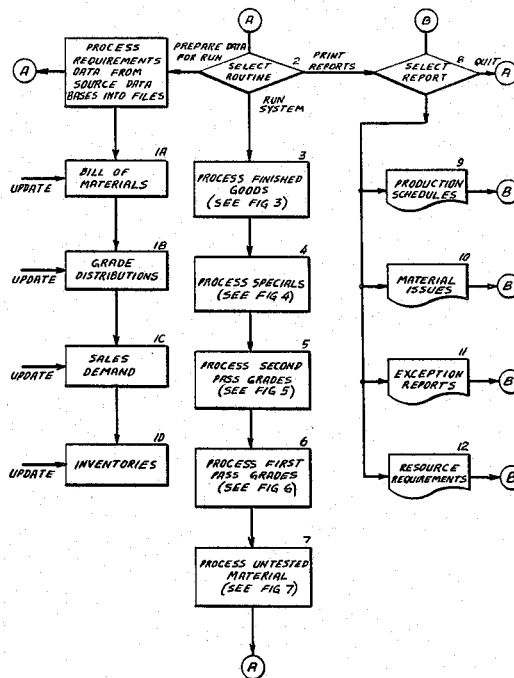 A
B
PREPARE DATA
FOR RUN
2
SELECT
ROUTINE
PRINT
REPORTS
8
SELECT
REPORT
QUIT
A
A
PROCESS
REQUIREMENTS
DATA FROM
SOURCE DATA
BASES INTO FILES
RUN
SYSTEM
1A
BILL OF
MATERIALS
UPDATE
1B
GRADE
DISTRIBUTIONS
UPDATE
1C
SALES
DEMAND
UPDATE
1D
INVENTORIES
UPDATE
3
PROCESS FINISHED
GOODS
(SEE FIG 3)
4
PROCESS SPECIALS
(SEE FIG 4)
5
PROCESS SECOND
PASS GRADES
(SEE FIG 5)
6
PROCESS FIRST
PASS GRADES
(SEE FIG 6)
7
PROCESS UNTESTED
MATERIAL
(SEE FIG 7)
A
9
PRODUCTION
SCHEDULES
B
10
MATERIAL
ISSUES
B
11
EXCEPTION
REPORTS
B
12
RESOURCE
REQUIREMENTS
B